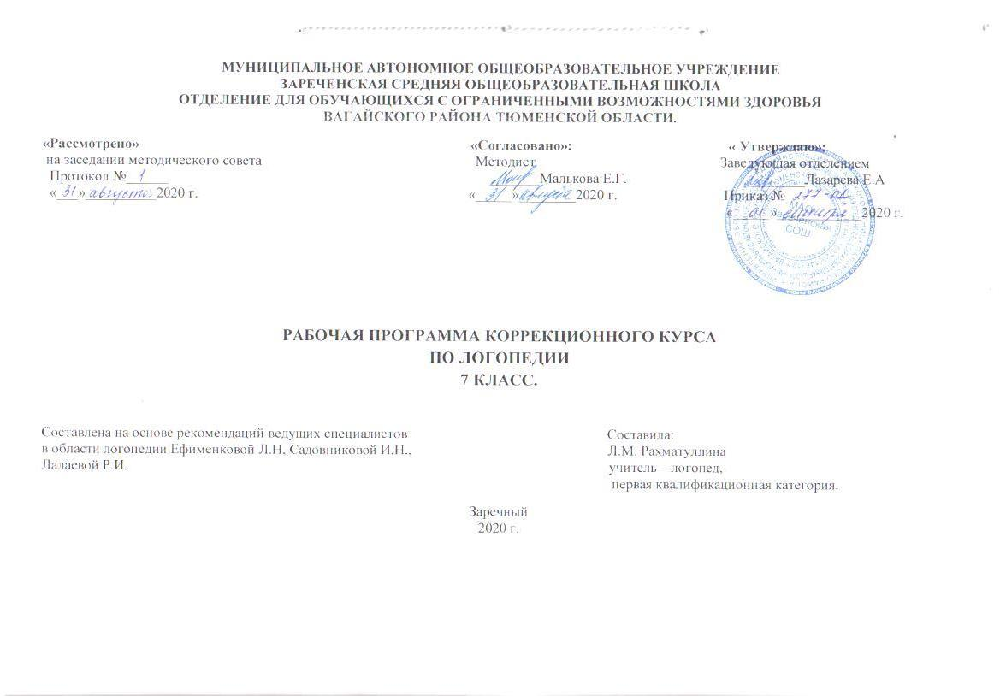 МУНИЦИПАЛЬНОЕ АВТОНОМНОЕ ОБЩЕОБРАЗОВАТЕЛЬНОЕ УЧРЕЖДЕНИЕ
ЗАРЕЧЕНСКАЯ СРЕДНЯЯ ОБЩЕОБРАЗОВАТЕЛЬНАЯ ШКОЛА
ОТДЕЛЕНИЕ ДЛЯ ОБУЧАЮЩИХСЯ С ОГРАНИЧЕННЫМИ ВОЗМОЖНОСТЯМИ ЗДОРОВЬЯ
ВАГАЙСКОГО РАЙОНА ТЮМЕНСКОЙ ОБЛАСТИ.
«Рассмотрено»
на заседании методического совета
Протокол № 1
«31» августа 2020 г.
«Согласовано»:
Методист
Малькова Е.Г.
«31» августа 2020 г.
« Утверждаю»:
Заведующая отделением
Лазарева Е.А
Приказ № 277-од
« » 2020 г.
МАОУ
Зареченская
СОШ
РАБОЧАЯ ПРОГРАММА КОРРЕКЦИОННОГО КУРСА
ПО ЛОГОПЕДИИ
7 КЛАСС.
Составлена на основе рекомендаций ведущих специалистов
в области логопедии Ефименковой Л.Н, Садовниковой И.Н.,
Лалаевой Р.И.
Составила:
Л.М. Рахматуллина
учитель – логопед,
первая квалификационная категория.
Заречный
2020 г.